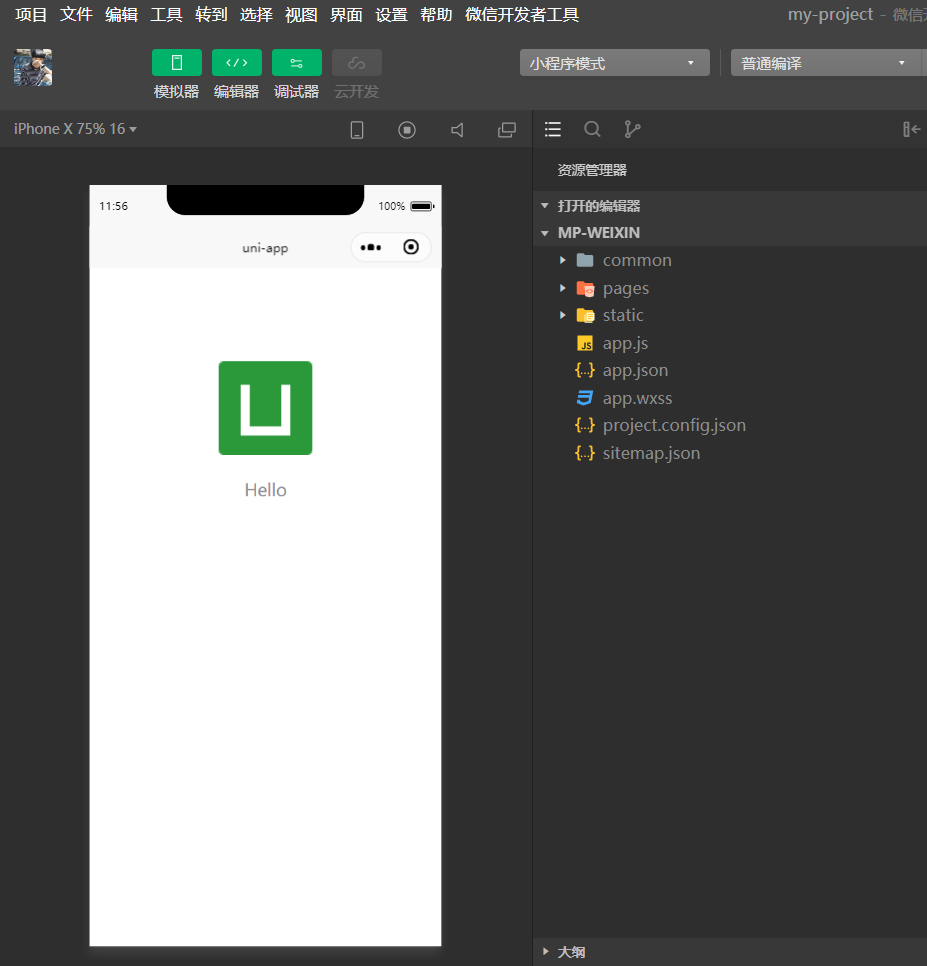 项目 文件 编辑 工具 转到 选择 视图 界面 设置 帮助 微信开发者工具 my-project - 微信
模拟器 编辑器 调试器 云开发 小程序模式 普通编译
iPhone X 75% 16
资源管理器
打开的编辑器
MP-WEIXIN
common
pages
static
JS app.js
{..} app.json
app.wxss
{..} project.config.json
{..} sitemap.json
大纲
11:56 100%
uni-app
Hello